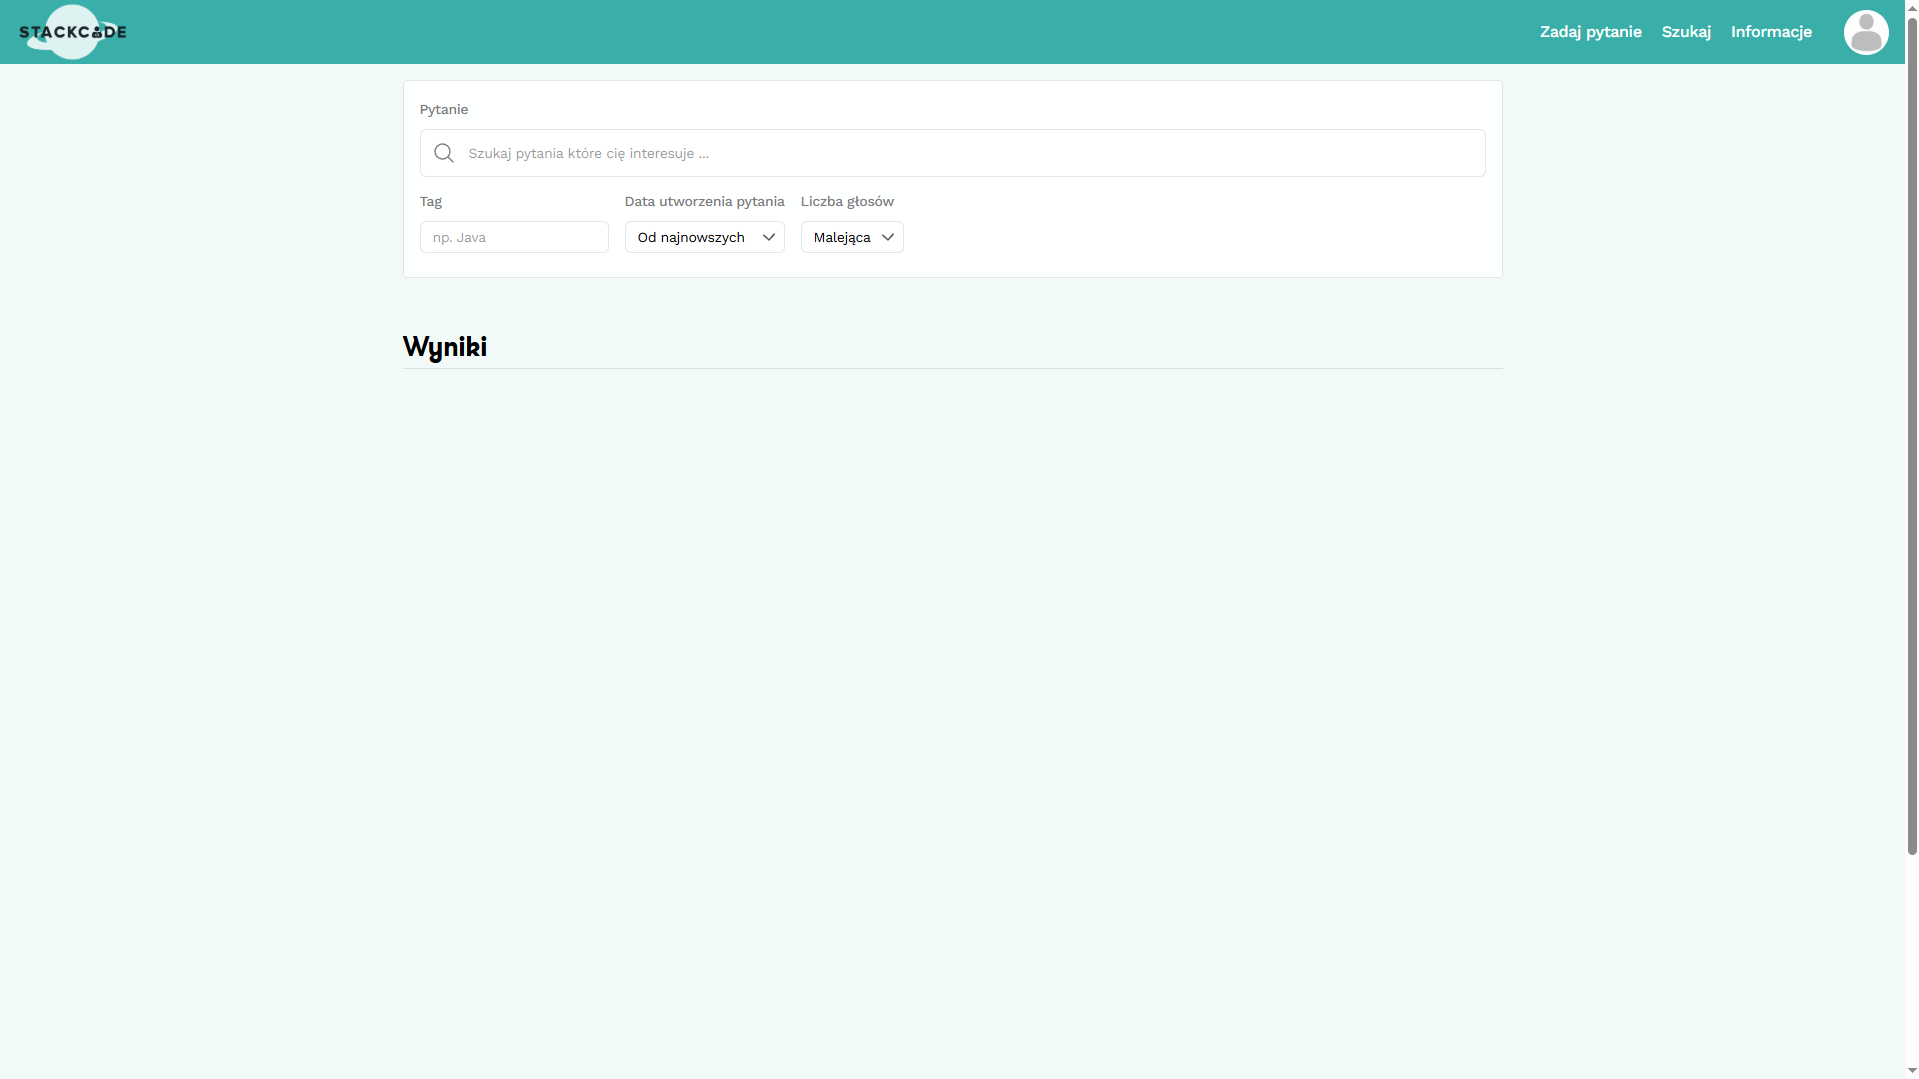 STACKCODE
Zadaj pytanie Szukaj Informacje
Pytanie
Szukaj pytania które cię interesuje ...
Tag Data utworzenia pytania Liczba głosów
np. Java Od najnowszych Malejąca
Wyniki